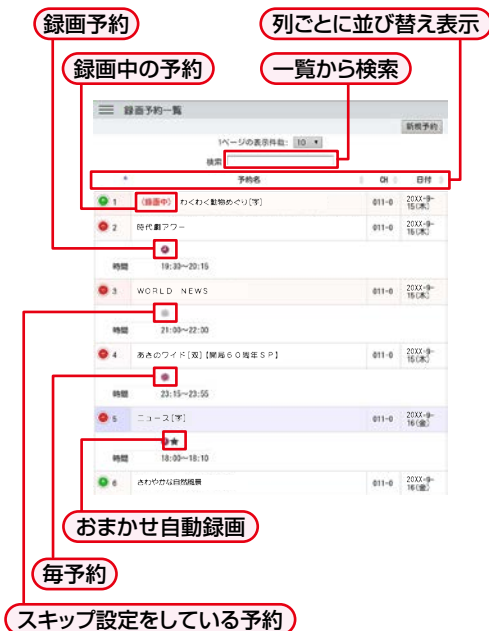 録画予約
列ごとに並び替え表示
録画中の予約
一覧から検索
録画予約一覧
新規予約
1ページの表示件数: 10
検索
予約名 CH 日付
1 (録画中) わくわく動物めぐり[字] 011-0 20XX-9-15(木)
2 時代劇アワー 011-0 20XX-9-16(木)
時間 19:30〜20:15
3 WORLD NEWS 011-0 20XX-9-15(木)
時間 21:00〜22:00
4 あさのワイド[双]【開局60周年SP】 011-0 20XX-9-15(木)
時間 23:15〜23:55
5 ニュース[字] 011-0 20XX-9-16(金)
時間 18:00〜18:10
6 さわやかな自然絶景 011-0 20XX-9-16(金)
おまかせ自動録画
毎予約
スキップ設定をしている予約